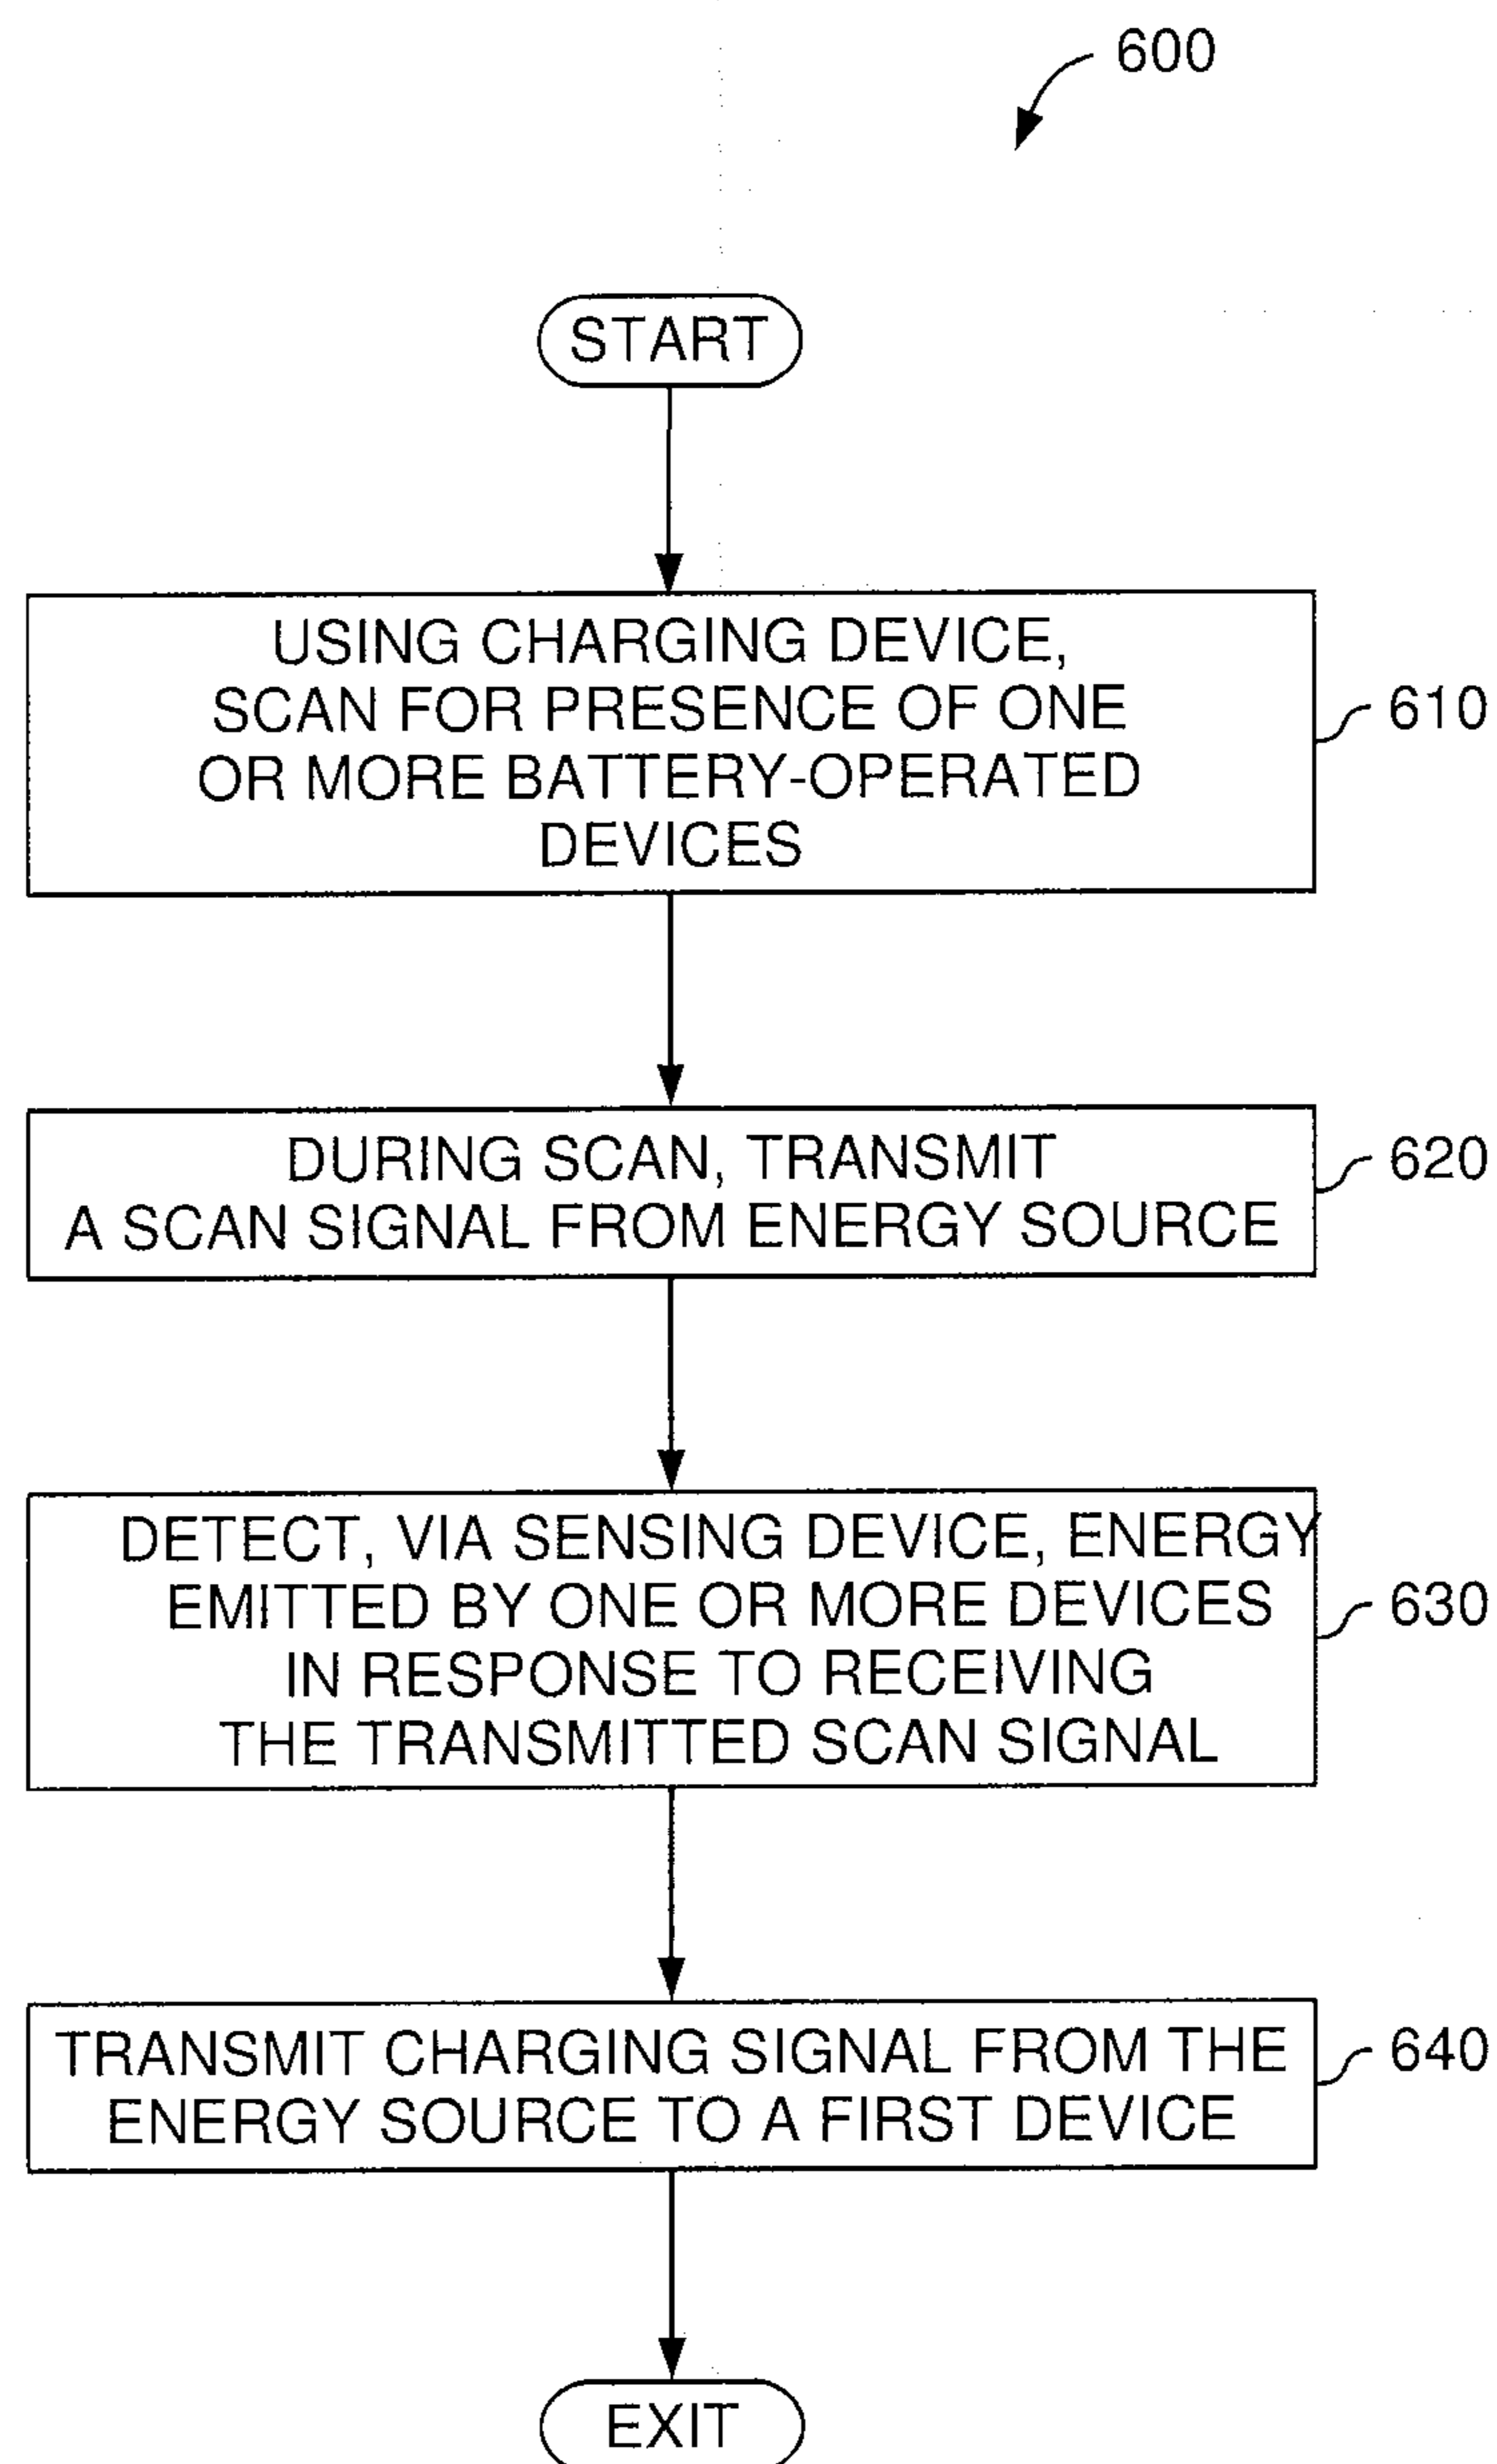 600
START
USING CHARGING DEVICE,
SCAN FOR PRESENCE OF ONE
OR MORE BATTERY-OPERATED
DEVICES
610
DURING SCAN, TRANSMIT
A SCAN SIGNAL FROM ENERGY SOURCE
620
DETECT, VIA SENSING DEVICE, ENERGY
EMITTED BY ONE OR MORE DEVICES
IN RESPONSE TO RECEIVING
THE TRANSMITTED SCAN SIGNAL
630
TRANSMIT CHARGING SIGNAL FROM THE
ENERGY SOURCE TO A FIRST DEVICE
640
EXIT